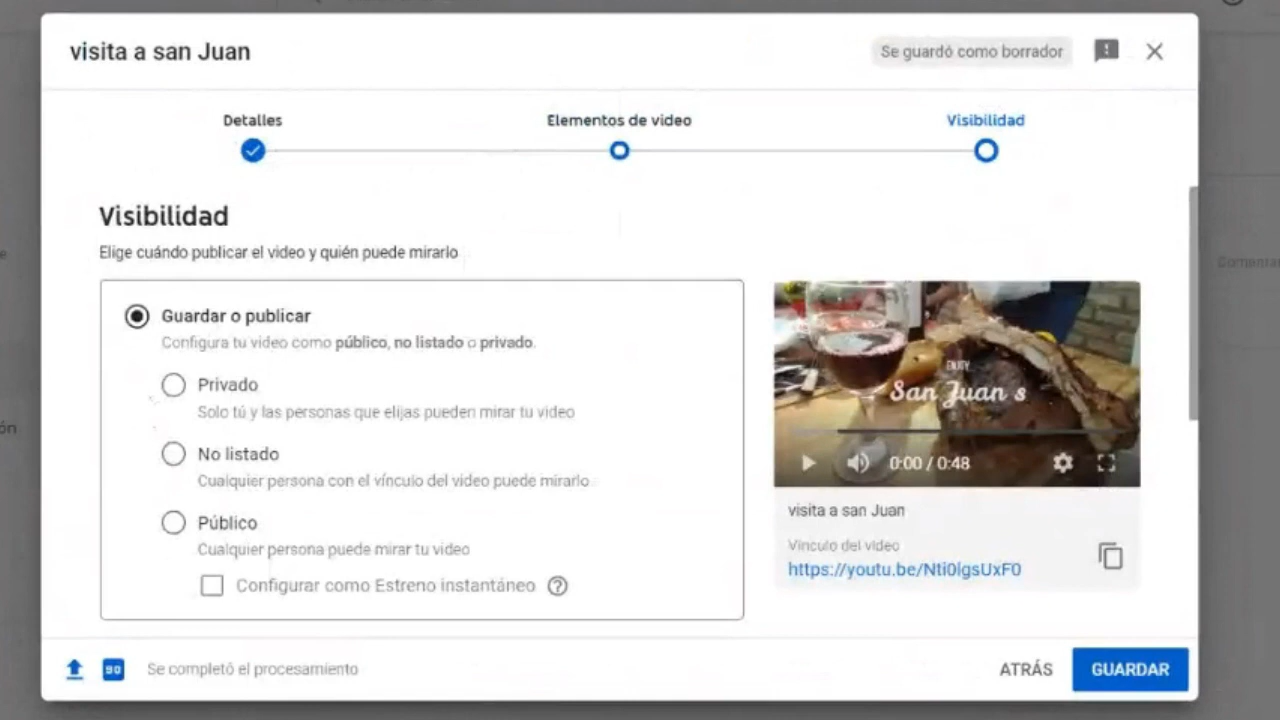 visita a san Juan
Se guardó como borrador
Detalles
Elementos de video
Visibilidad
Visibilidad
Elige cuándo publicar el video y quién puede mirarlo
Guardar o publicar
Configura tu video como público, no listado o privado.
Privado
Solo tú y las personas que elijas pueden mirar tu video
No listado
Cualquier persona con el vínculo del video puede mirarlo
Público
Cualquier persona puede mirar tu video
Configurar como Estreno instantáneo
ENJOY
San Juan s
0:00 / 0:48
visita a san Juan
Vínculo del video
https://youtu.be/Nti0lgsUxF0
Se completó el procesamiento
ATRÁS
GUARDAR